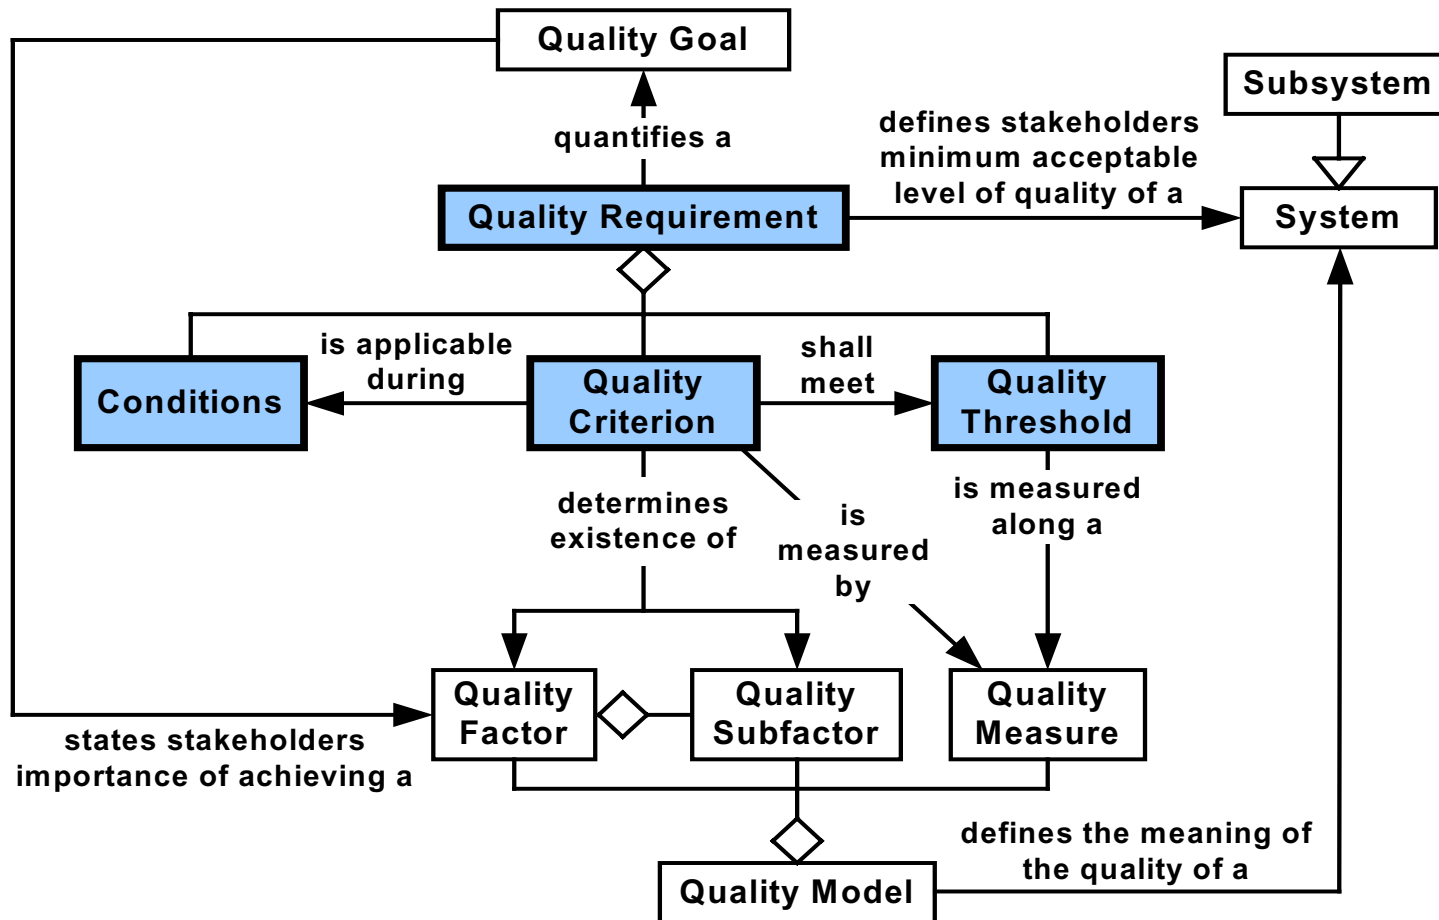 Quality Goal
Subsystem
quantifies a
defines stakeholders
minimum acceptable
level of quality of a
Quality Requirement
System
is applicable
during
shall
meet
Conditions
Quality
Criterion
Quality
Threshold
determines
existence of
is
measured
by
is measured
along a
Quality
Factor
Quality
Subfactor
Quality
Measure
states stakeholders
importance of achieving a
defines the meaning of
the quality of a
Quality Model